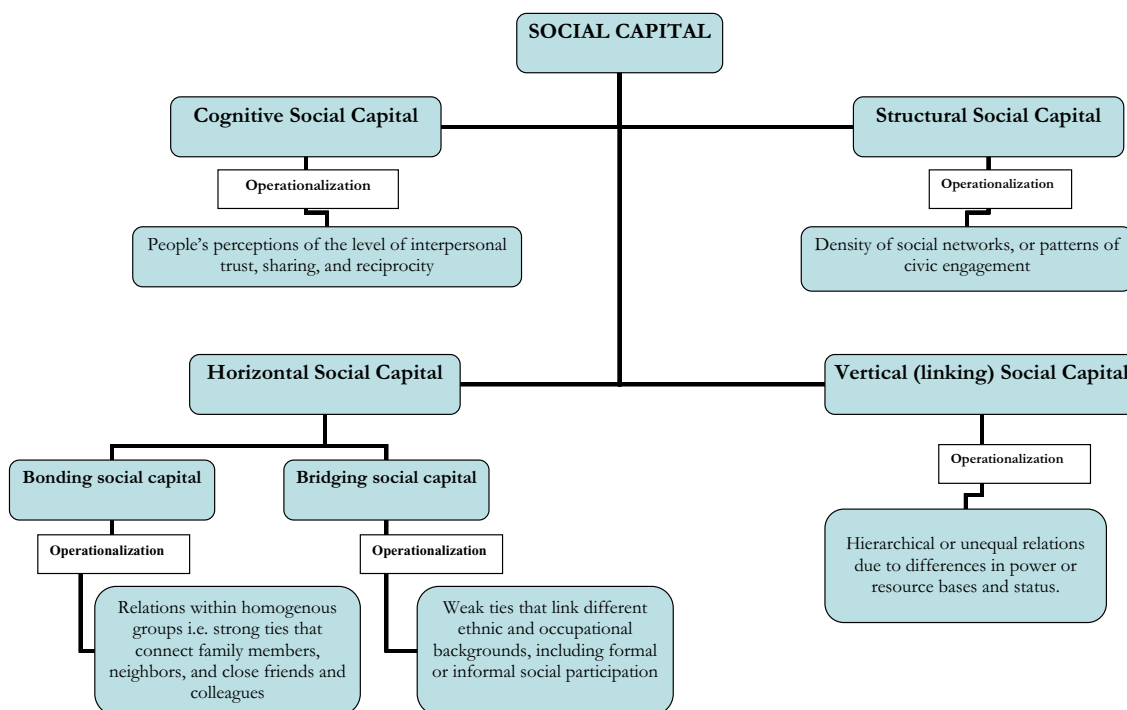 SOCIAL CAPITAL
Cognitive Social Capital
Structural Social Capital
Operationalization
Operationalization
People's perceptions of the level of interpersonal
trust, sharing, and reciprocity
Density of social networks, or patterns of
civic engagement
Horizontal Social Capital
Vertical (linking) Social Capital
Bonding social capital
Bridging social capital
Operationalization
Operationalization
Operationalization
Relations within homogenous
groups i.e. strong ties that
connect family members,
neighbors, and close friends and
colleagues
Weak ties that link different
ethnic and occupational
backgrounds, including formal
or informal social participation
Hierarchical or unequal relations
due to differences in power or
resource bases and status.